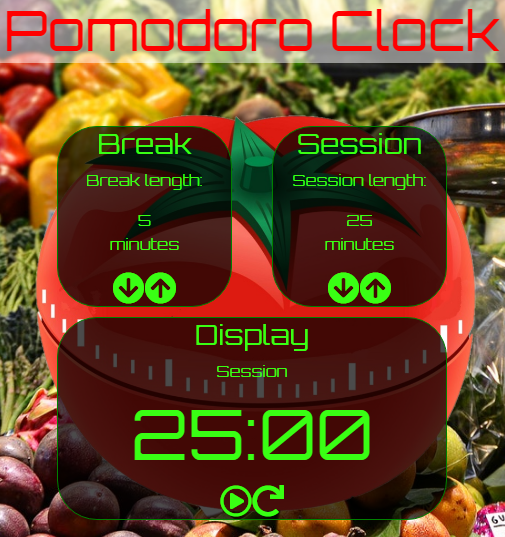 Pomodoro Clock
Break
Break length:
5
minutes
Session
Session length:
25
minutes
Display
Session
25:00